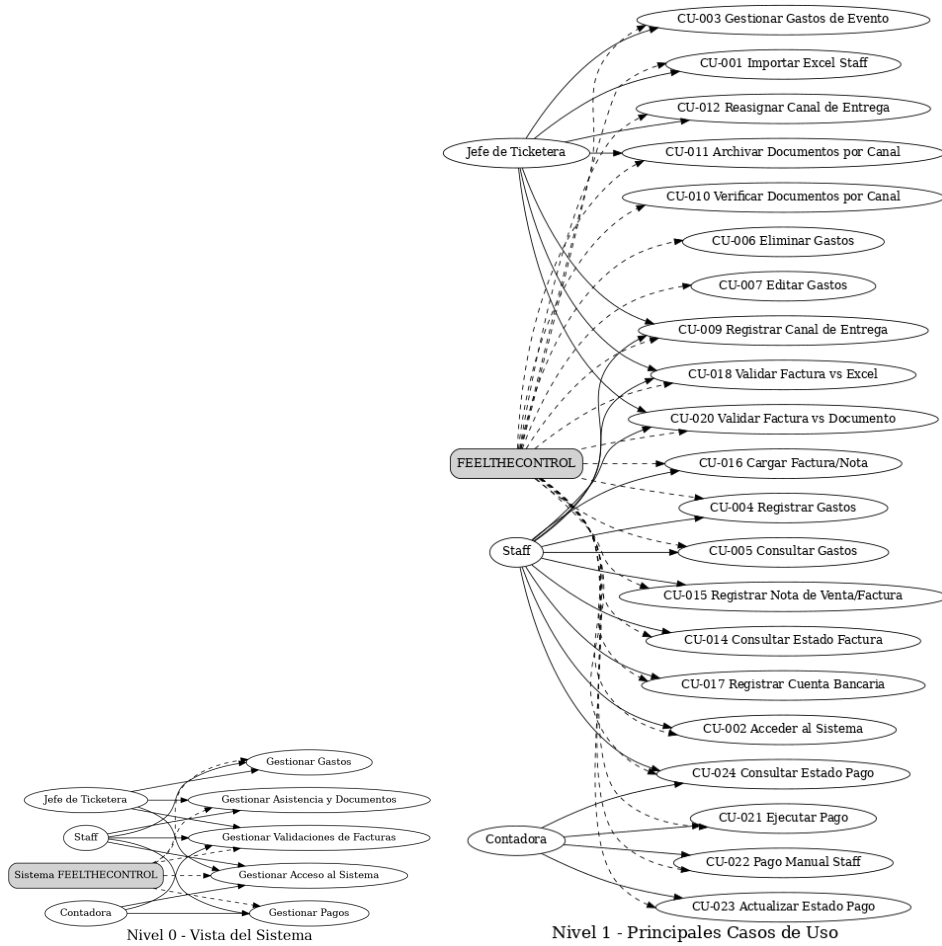 CU-003 Gestionar Gastos de Evento
CU-001 Importar Excel Staff
CU-012 Reasignar Canal de Entrega
Jefe de Ticketera
CU-011 Archivar Documentos por Canal
CU-010 Verificar Documentos por Canal
CU-006 Eliminar Gastos
CU-007 Editar Gastos
CU-009 Registrar Canal de Entrega
CU-018 Validar Factura vs Excel
CU-020 Validar Factura vs Documento
FEELTHECONTROL
CU-016 Cargar Factura/Nota
CU-004 Registrar Gastos
Staff
CU-005 Consultar Gastos
CU-015 Registrar Nota de Venta/Factura
CU-014 Consultar Estado Factura
CU-017 Registrar Cuenta Bancaria
CU-002 Acceder al Sistema
CU-024 Consultar Estado Pago
CU-021 Ejecutar Pago
Contadora
CU-022 Pago Manual Staff
CU-023 Actualizar Estado Pago
Nivel 1 - Principales Casos de Uso
Gestionar Gastos
Jefe de Ticketera
Gestionar Asistencia y Documentos
Staff
Gestionar Validaciones de Facturas
Sistema FEELTHECONTROL
Gestionar Acceso al Sistema
Contadora
Gestionar Pagos
Nivel 0 - Vista del Sistema